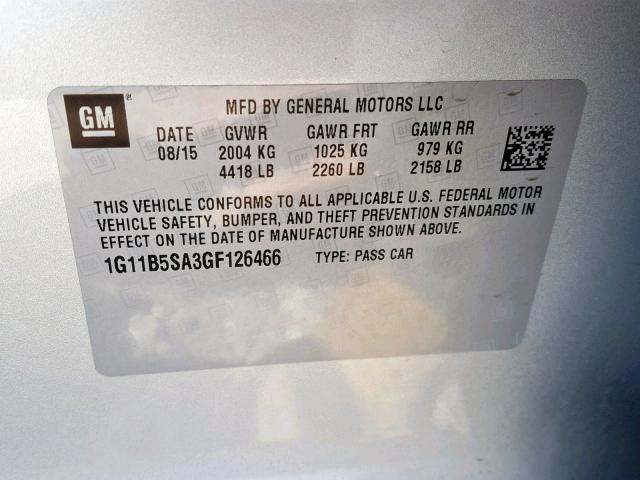 GM
MFD BY GENERAL MOTORS LLC
DATE GVWR GAWR FRT GAWR RR
08/15 2004 KG 1025 KG 979 KG
4418 LB 2260 LB 2158 LB
THIS VEHICLE CONFORMS TO ALL APPLICABLE U.S. FEDERAL MOTOR
VEHICLE SAFETY, BUMPER, AND THEFT PREVENTION STANDARDS IN
EFFECT ON THE DATE OF MANUFACTURE SHOWN ABOVE.
1G11B5SA3GF126466 TYPE: PASS CAR